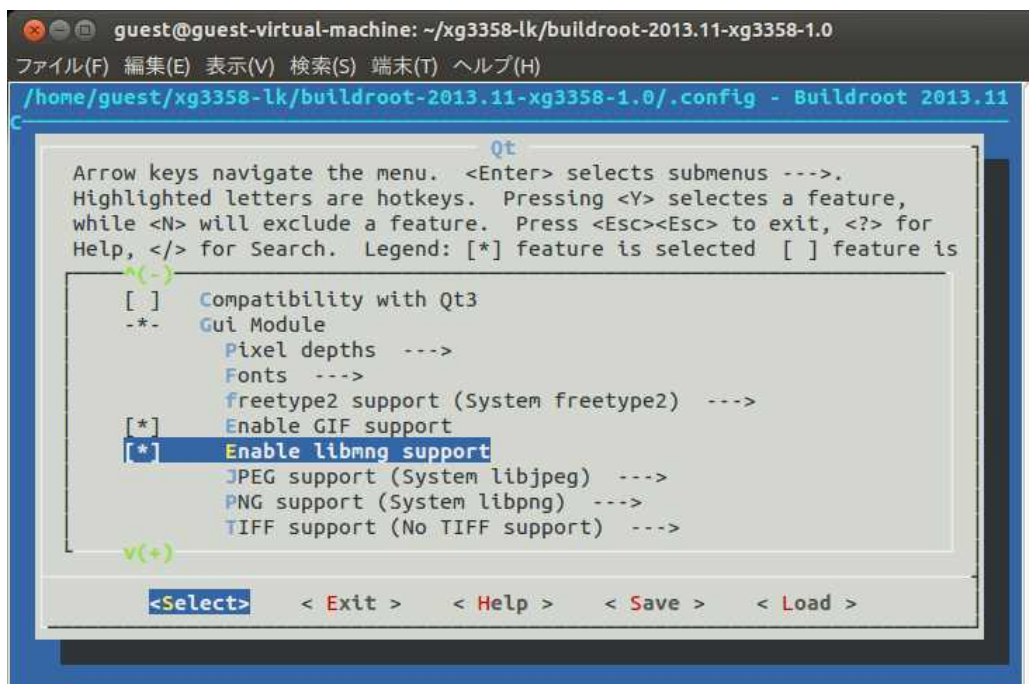 guest@guest-virtual-machine: ~/xg3358-lk/buildroot-2013.11-xg3358-1.0
ファイル(F) 編集(E) 表示(V) 検索(S) 端末(T) ヘルプ(H)
/home/guest/xg3358-lk/buildroot-2013.11-xg3358-1.0/.config - Buildroot 2013.11
C
Qt
Arrow keys navigate the menu.  <Enter> selects submenus --->.
Highlighted letters are hotkeys.  Pressing <Y> selectes a feature,
while <N> will exclude a feature.  Press <Esc><Esc> to exit, <?> for
Help, </> for Search.  Legend: [*] feature is selected  [ ] feature is
^(-)
[ ]   Compatibility with Qt3
-*-   Gui Module
Pixel depths  --->
Fonts  --->
freetype2 support (System freetype2)  --->
[*]     Enable GIF support
[*]     Enable libmng support
JPEG support (System libjpeg)  --->
PNG support (System libpng)  --->
TIFF support (No TIFF support)  --->
v(+)
<Select>    < Exit >    < Help >    < Save >    < Load >